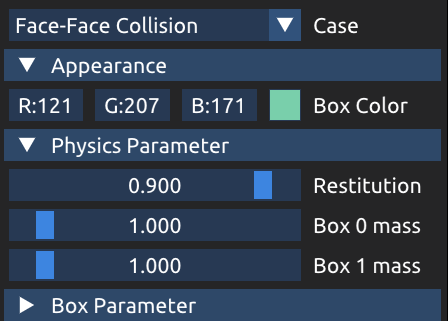 Face-Face Collision Case
Appearance
R:121 G:207 B:171 Box Color
Physics Parameter
0.900 Restitution
1.000 Box 0 mass
1.000 Box 1 mass
Box Parameter